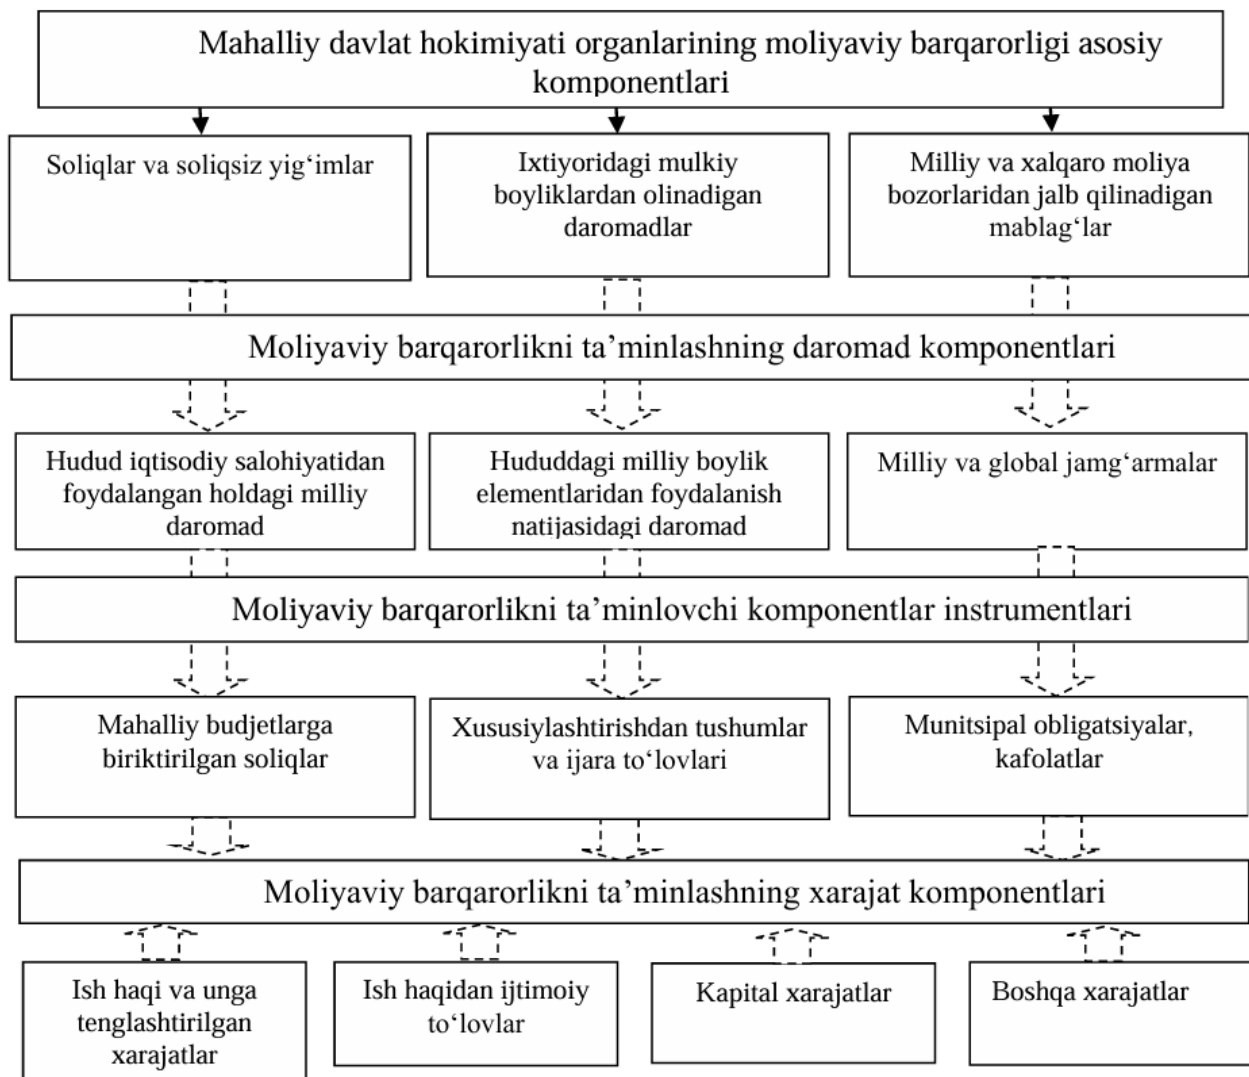 Mahalliy davlat hokimiyati organlarining moliyaviy barqarorligi asosiy
komponentlari
Soliqlar va soliqsiz yig‘imlar
Ixtiyoridagi mulkiy
boyliklardan olinadigan
daromadlar
Milliy va xalqaro moliya
bozorlaridan jalb qilinadigan
mablag‘lar
Moliyaviy barqarorlikni ta’minlashning daromad komponentlari
Hudud iqtisodiy salohiyatidan
foydalangan holdagi milliy
daromad
Hududdagi milliy boylik
elementlaridan foydalanish
natijasidagi daromad
Milliy va global jamg‘armalar
Moliyaviy barqarorlikni ta’minlovchi komponentlar instrumentlari
Mahalliy budjetlarga
biriktirilgan soliqlar
Xususiylashtirishdan tushumlar
va ijara to‘lovlari
Munitsipal obligatsiyalar,
kafolatlar
Moliyaviy barqarorlikni ta’minlashning xarajat komponentlari
Ish haqi va unga
tenglashtirilgan
xarajatlar
Ish haqidan ijtimoiy
to‘lovlar
Kapital xarajatlar
Boshqa xarajatlar